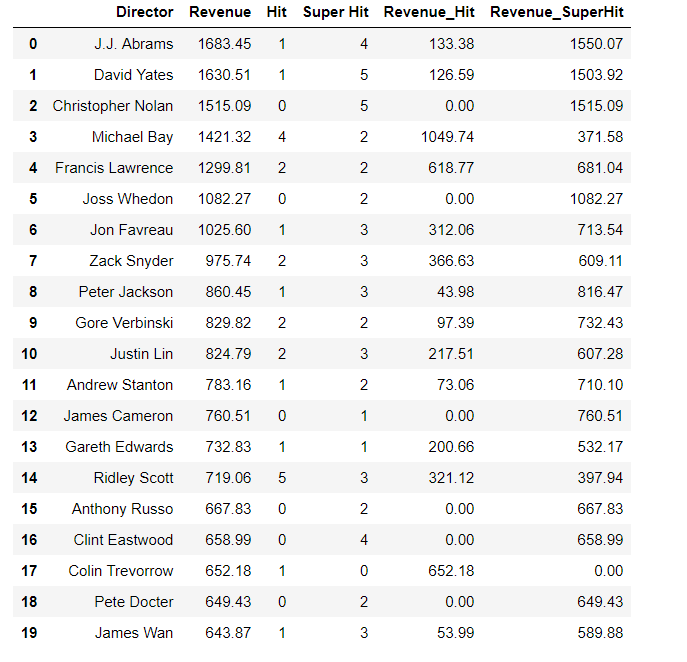 Director Revenue Hit Super Hit Revenue_Hit Revenue_SuperHit
0 J.J. Abrams 1683.45 1 4 133.38 1550.07
1 David Yates 1630.51 1 5 126.59 1503.92
2 Christopher Nolan 1515.09 0 5 0.00 1515.09
3 Michael Bay 1421.32 4 2 1049.74 371.58
4 Francis Lawrence 1299.81 2 2 618.77 681.04
5 Joss Whedon 1082.27 0 2 0.00 1082.27
6 Jon Favreau 1025.60 1 3 312.06 713.54
7 Zack Snyder 975.74 2 3 366.63 609.11
8 Peter Jackson 860.45 1 3 43.98 816.47
9 Gore Verbinski 829.82 2 2 97.39 732.43
10 Justin Lin 824.79 2 3 217.51 607.28
11 Andrew Stanton 783.16 1 2 73.06 710.10
12 James Cameron 760.51 0 1 0.00 760.51
13 Gareth Edwards 732.83 1 1 200.66 532.17
14 Ridley Scott 719.06 5 3 321.12 397.94
15 Anthony Russo 667.83 0 2 0.00 667.83
16 Clint Eastwood 658.99 0 4 0.00 658.99
17 Colin Trevorrow 652.18 1 0 652.18 0.00
18 Pete Docter 649.43 0 2 0.00 649.43
19 James Wan 643.87 1 3 53.99 589.88